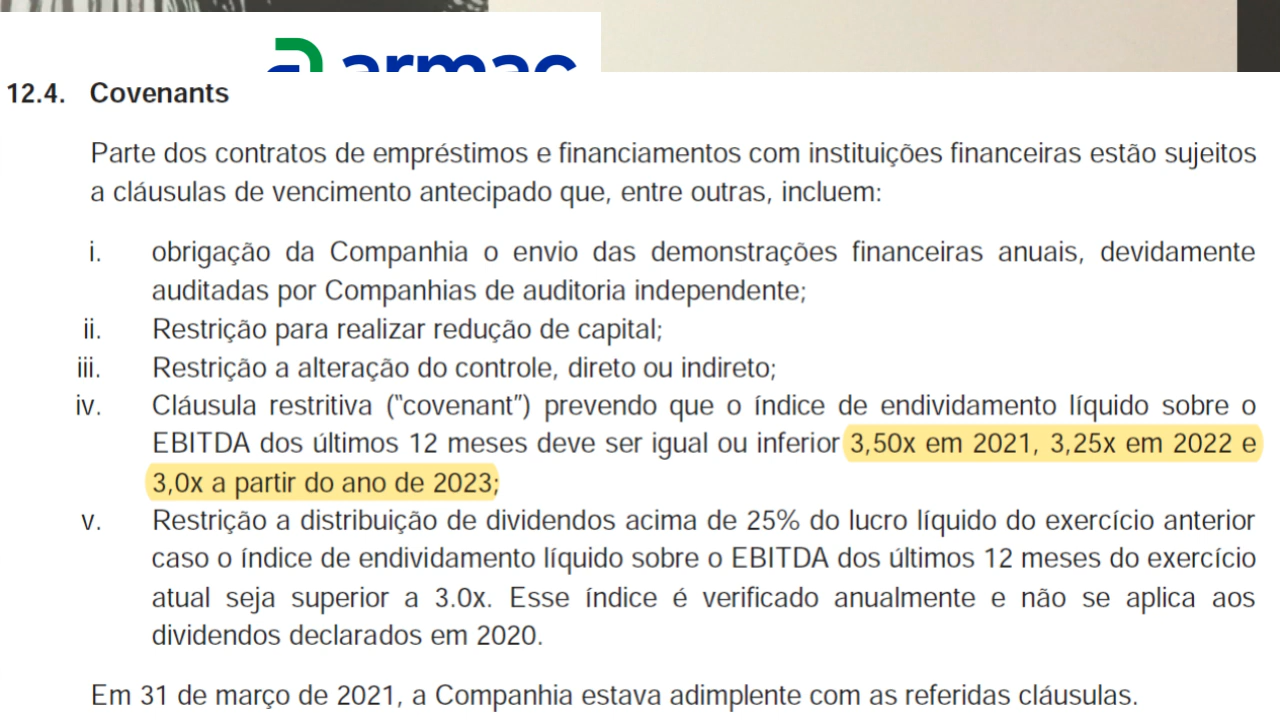 armac
12.4. Covenants
Parte dos contratos de empréstimos e financiamentos com instituições financeiras estão sujeitos
a cláusulas de vencimento antecipado que, entre outras, incluem:
i. obrigação da Companhia o envio das demonstrações financeiras anuais, devidamente
auditadas por Companhias de auditoria independente;
ii. Restrição para realizar redução de capital;
iii. Restrição a alteração do controle, direto ou indireto;
iv. Cláusula restritiva (“covenant”) prevendo que o índice de endividamento líquido sobre o
EBITDA dos últimos 12 meses deve ser igual ou inferior 3,50x em 2021, 3,25x em 2022 e
3,0x a partir do ano de 2023;
v. Restrição a distribuição de dividendos acima de 25% do lucro líquido do exercício anterior
caso o índice de endividamento líquido sobre o EBITDA dos últimos 12 meses do exercício
atual seja superior a 3.0x. Esse índice é verificado anualmente e não se aplica aos
dividendos declarados em 2020.
Em 31 de março de 2021, a Companhia estava adimplente com as referidas cláusulas.